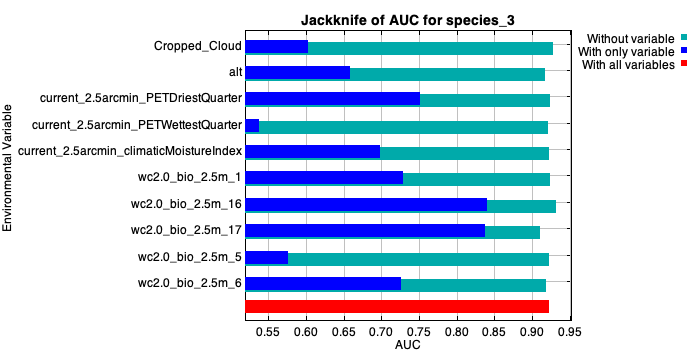 Jackknife of AUC for species_3
Without variable
With only variable
With all variables
Environmental Variable
Cropped_Cloud
alt
current_2.5arcmin_PETDriestQuarter
current_2.5arcmin_PETWettestQuarter
current_2.5arcmin_climaticMoistureIndex
wc2.0_bio_2.5m_1
wc2.0_bio_2.5m_16
wc2.0_bio_2.5m_17
wc2.0_bio_2.5m_5
wc2.0_bio_2.5m_6
0.55 0.60 0.65 0.70 0.75 0.80 0.85 0.90 0.95
AUC